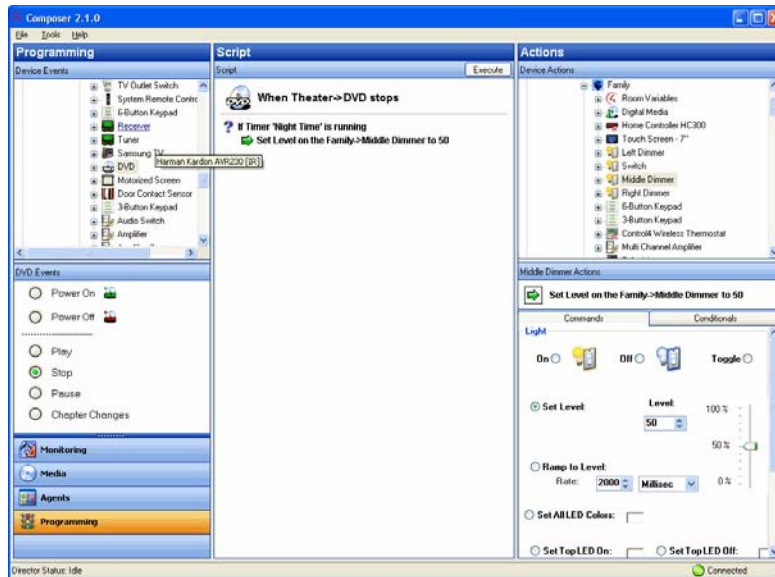 Composer 2.1.0
File Tools Help
Programming
Device Events
TV Outlet Switch
System Remote Contrc
6-Button Keypad
Receiver
Tuner
Samsung TV
Harman Kardon AVR230 [IR]
DVD
Motorized Screen
Door Contact Sensor
3-Button Keypad
Audio Switch
Amplifier
DVD Events
Power On
Power Off
Play
Stop
Pause
Chapter Changes
Monitoring
Media
Agents
Programming
Director Status: Idle
Script
Script Execute
When Theater->DVD stops
If Timer 'Night Time' is running
Set Level on the Family->Middle Dimmer to 50
Actions
Device Actions
Family
Room Variables
Digital Media
Home Controller HC300
Touch Screen - 7"
Left Dimmer
Switch
Middle Dimmer
Right Dimmer
6-Button Keypad
3-Button Keypad
Control4 Wireless Thermostat
Multi Channel Amplifier
Middle Dimmer Actions
Set Level on the Family->Middle Dimmer to 50
Commands Conditionals
Light
On Off Toggle
Set Level: Level: 100 %
50 50 %
Ramp to Level:
Rate: 2000 Millisec 0 %
Set All LED Colors:
Set Top LED On: Set Top LED Off:
Connected